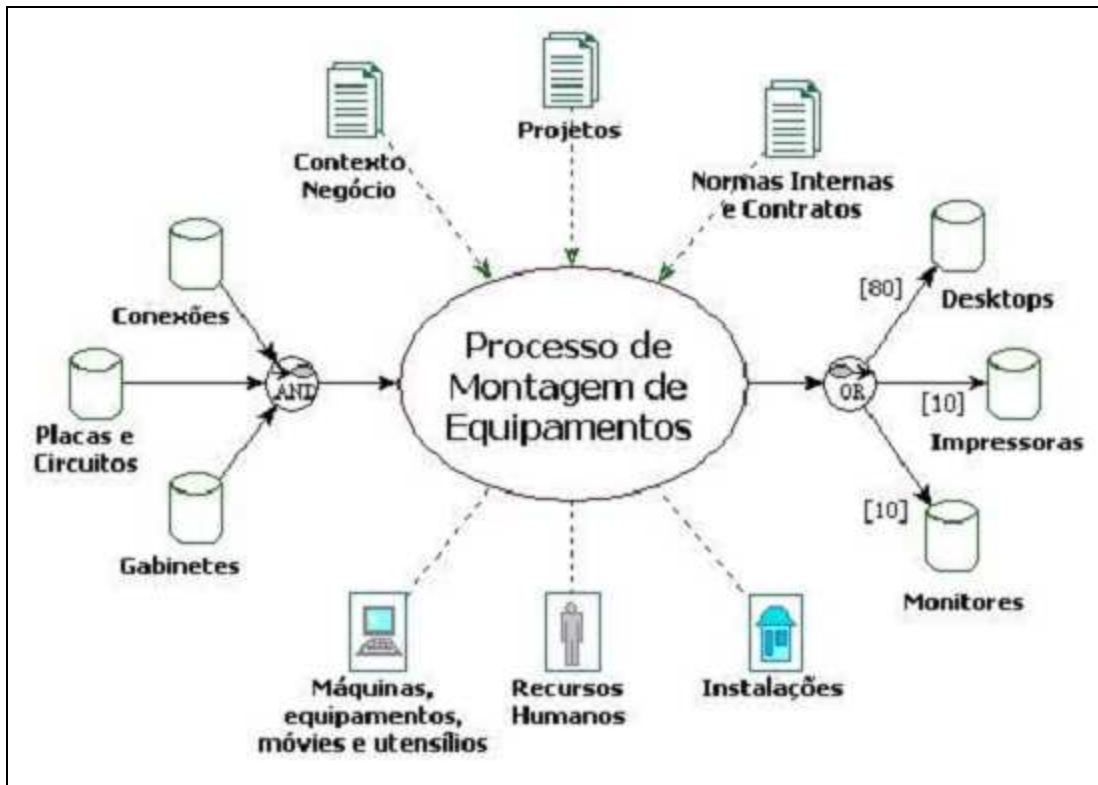 Projetos
Contexto
Negócio
Normas Internas
e Contratos
Conexões
[80]
Desktops
Processo de
Montagem de
Equipamentos
AND
OR
Placas e
Circuitos
[10]
Impressoras
Gabinetes
[10]
Monitores
Máquinas,
equipamentos,
móvies e utensílios
Recursos
Humanos
Instalações